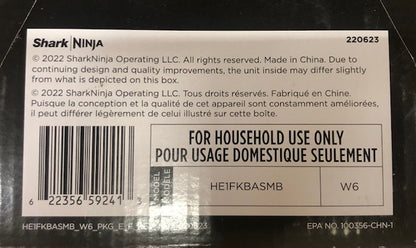 Shark|NINJA
220623
© 2022 SharkNinja Operating LLC. All rights reserved. Made in China. Due to
continuing design and quality improvements, the unit inside may differ slightly
from what is depicted on this box.
© 2022 SharkNinja Operating LLC. Tous droits réservés. Fabriqué en Chine.
Puisque la conception et la qualité de cet appareil sont constamment améliorées,
il peut différer légèrement de celui illustré sur cette boîte.
FOR HOUSEHOLD USE ONLY
POUR USAGE DOMESTIQUE SEULEMENT
MODEL
MODÈLE
HE1FKBASMB
W6
6 22356 59241 3
HE1FKBASMB_W6_PKG_E_F
EPA NO. 100356-CHN-1